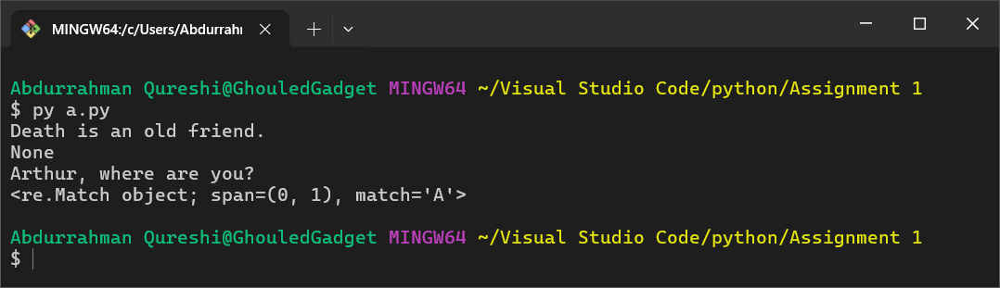 MINGW64:/c/Users/Abdurrahr
Abdurrahman Qureshi@GhouledGadget MINGW64 ~/Visual Studio Code/python/Assignment 1
$ py a.py
Death is an old friend.
None
Arthur, where are you?
<re.Match object; span=(0, 1), match='A'>
Abdurrahman Qureshi@GhouledGadget MINGW64 ~/Visual Studio Code/python/Assignment 1
$